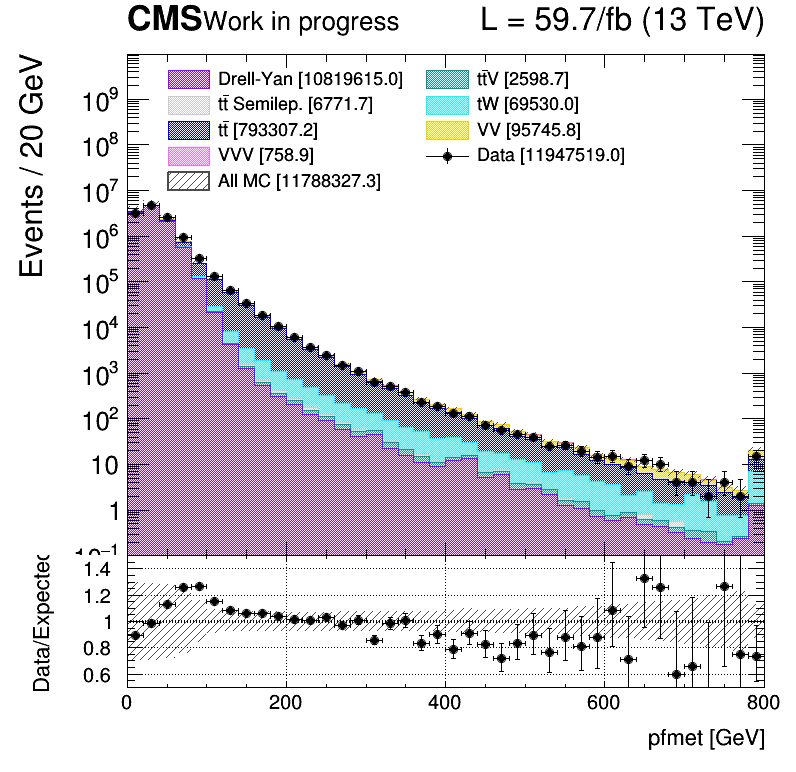 CMS Work in progress L = 59.7/fb (13 TeV)
Drell-Yan [10819615.0] tt̄V [2598.7]
tt̄ Semilep. [6771.7] tW [69530.0]
tt̄ [793307.2] VV [95745.8]
VVV [758.9] Data [11947519.0]
All MC [11788327.3]
Events / 20 GeV
10⁹
10⁸
10⁷
10⁶
10⁵
10⁴
10³
10²
10
1
10⁻¹
Data/Expected
1.4
1.2
1
0.8
0.6
0 200 400 600 800
pfmet [GeV]